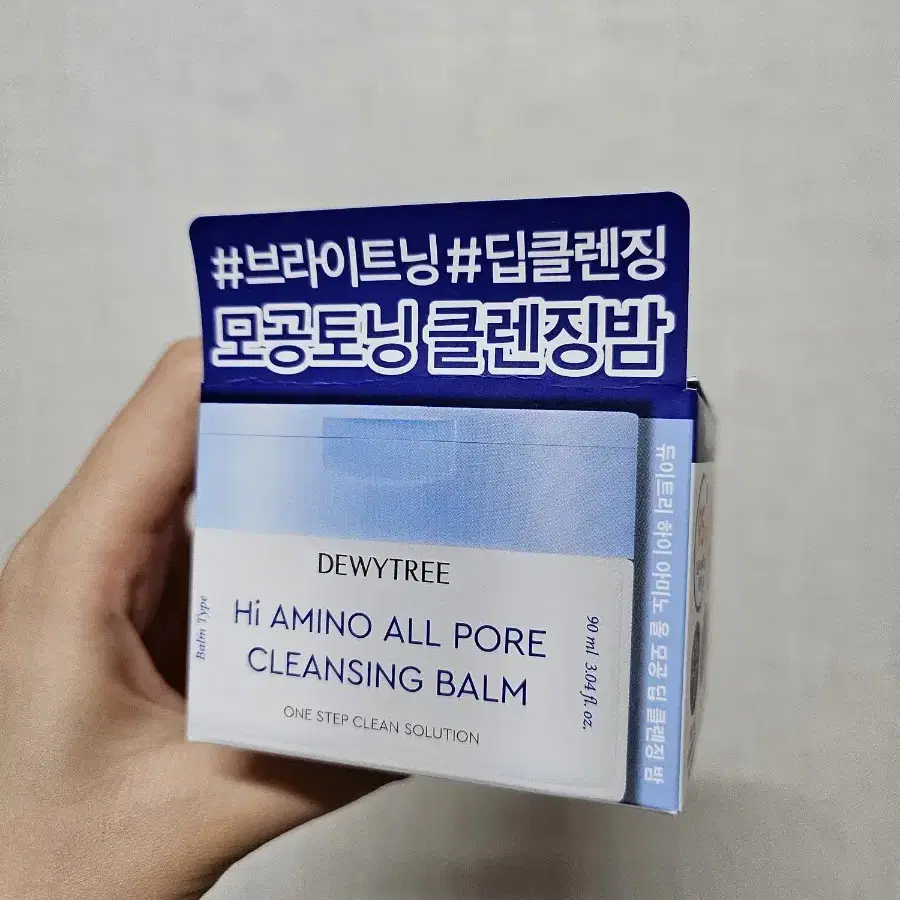 #브라이트닝 #딥클렌징
모공토닝 클렌징밤
DEWYTREE
Hi AMINO ALL PORE
CLEANSING BALM
ONE STEP CLEAN SOLUTION
Balm Type
90 ml 3.04 fl. oz.
듀이트리 하이 아미노 올 모공 딥 클렌징 밤